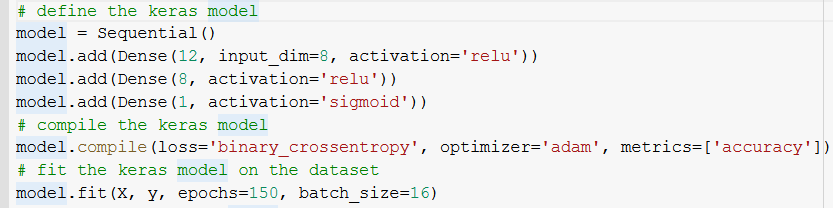 # define the keras model
model = Sequential()
model.add(Dense(12, input_dim=8, activation='relu'))
model.add(Dense(8, activation='relu'))
model.add(Dense(1, activation='sigmoid'))
# compile the keras model
model.compile(loss='binary_crossentropy', optimizer='adam', metrics=['accuracy'])
# fit the keras model on the dataset
model.fit(X, y, epochs=150, batch_size=16)